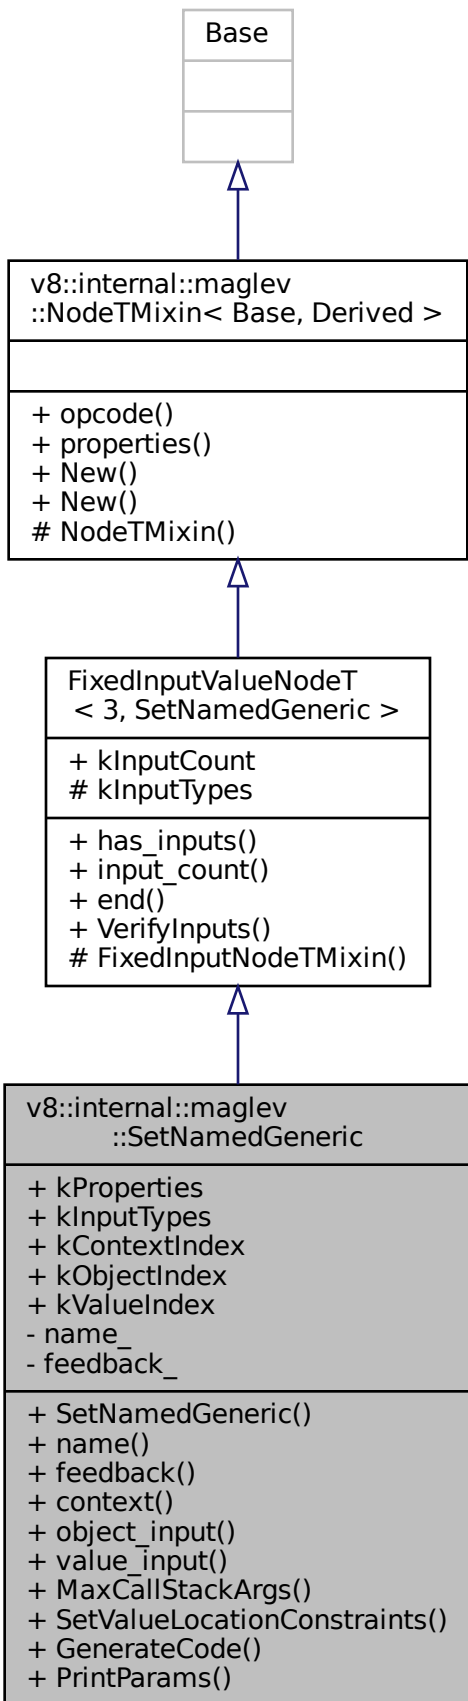 Base
v8::internal::maglev
::NodeTMixin< Base, Derived >
+ opcode()
+ properties()
+ New()
+ New()
# NodeTMixin()
FixedInputValueNodeT
< 3, SetNamedGeneric >
+ kInputCount
# kInputTypes
+ has_inputs()
+ input_count()
+ end()
+ VerifyInputs()
# FixedInputNodeTMixin()
v8::internal::maglev
::SetNamedGeneric
+ kProperties
+ kInputTypes
+ kContextIndex
+ kObjectIndex
+ kValueIndex
- name_
- feedback_
+ SetNamedGeneric()
+ name()
+ feedback()
+ context()
+ object_input()
+ value_input()
+ MaxCallStackArgs()
+ SetValueLocationConstraints()
+ GenerateCode()
+ PrintParams()